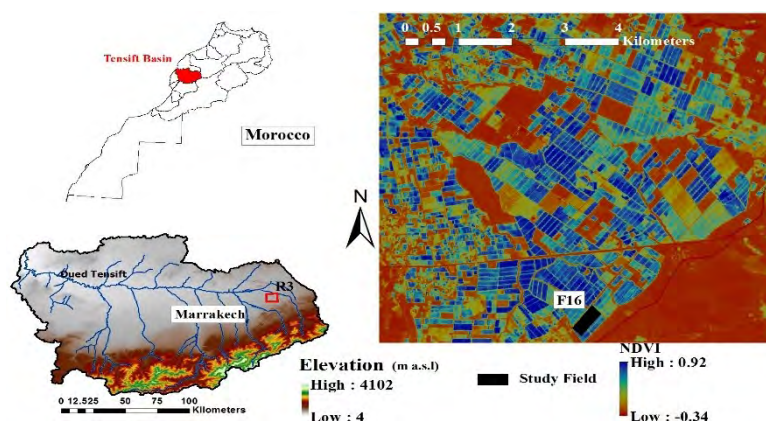 Tensift Basin
Morocco
N
Oued Tensift
R3
Marrakech
Elevation (m a.s.l)
High : 4102
Low : 4
0 12.525 50 75 100
Kilometers
0 0.5 1 2 3 4
Kilometers
F16
Study Field
NDVI
High : 0.92
Low : -0.34